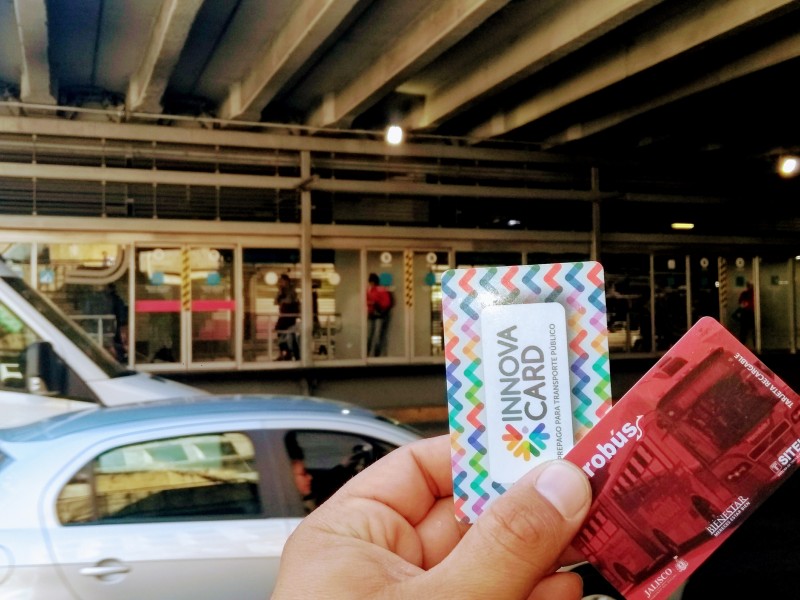 INNOVA
CARD
PREPAGO PARA TRANSPORTE PÚBLICO
robús
TARJETA RECARGABLE
SITE
BIENESTAR
JALISCO